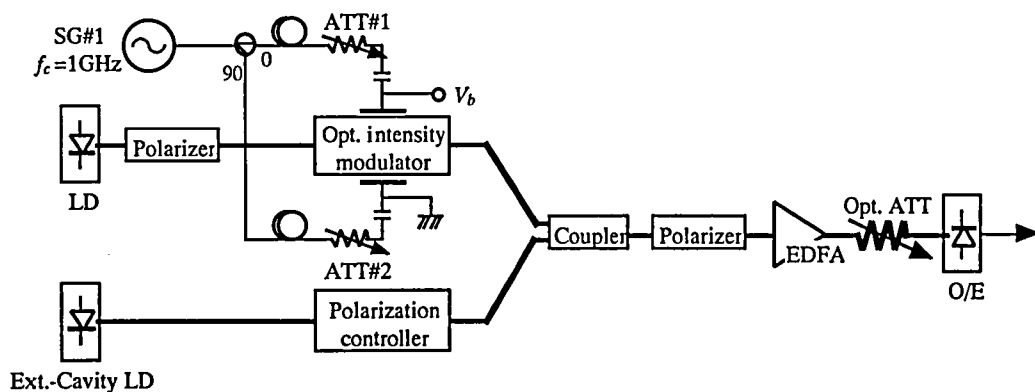 SG#1
f_c=1GHz
ATT#1
0
90
V_b
LD
Polarizer
Opt. intensity
modulator
ATT#2
Coupler
Polarizer
EDFA
Opt. ATT
O/E
Polarization
controller
Ext.-Cavity LD